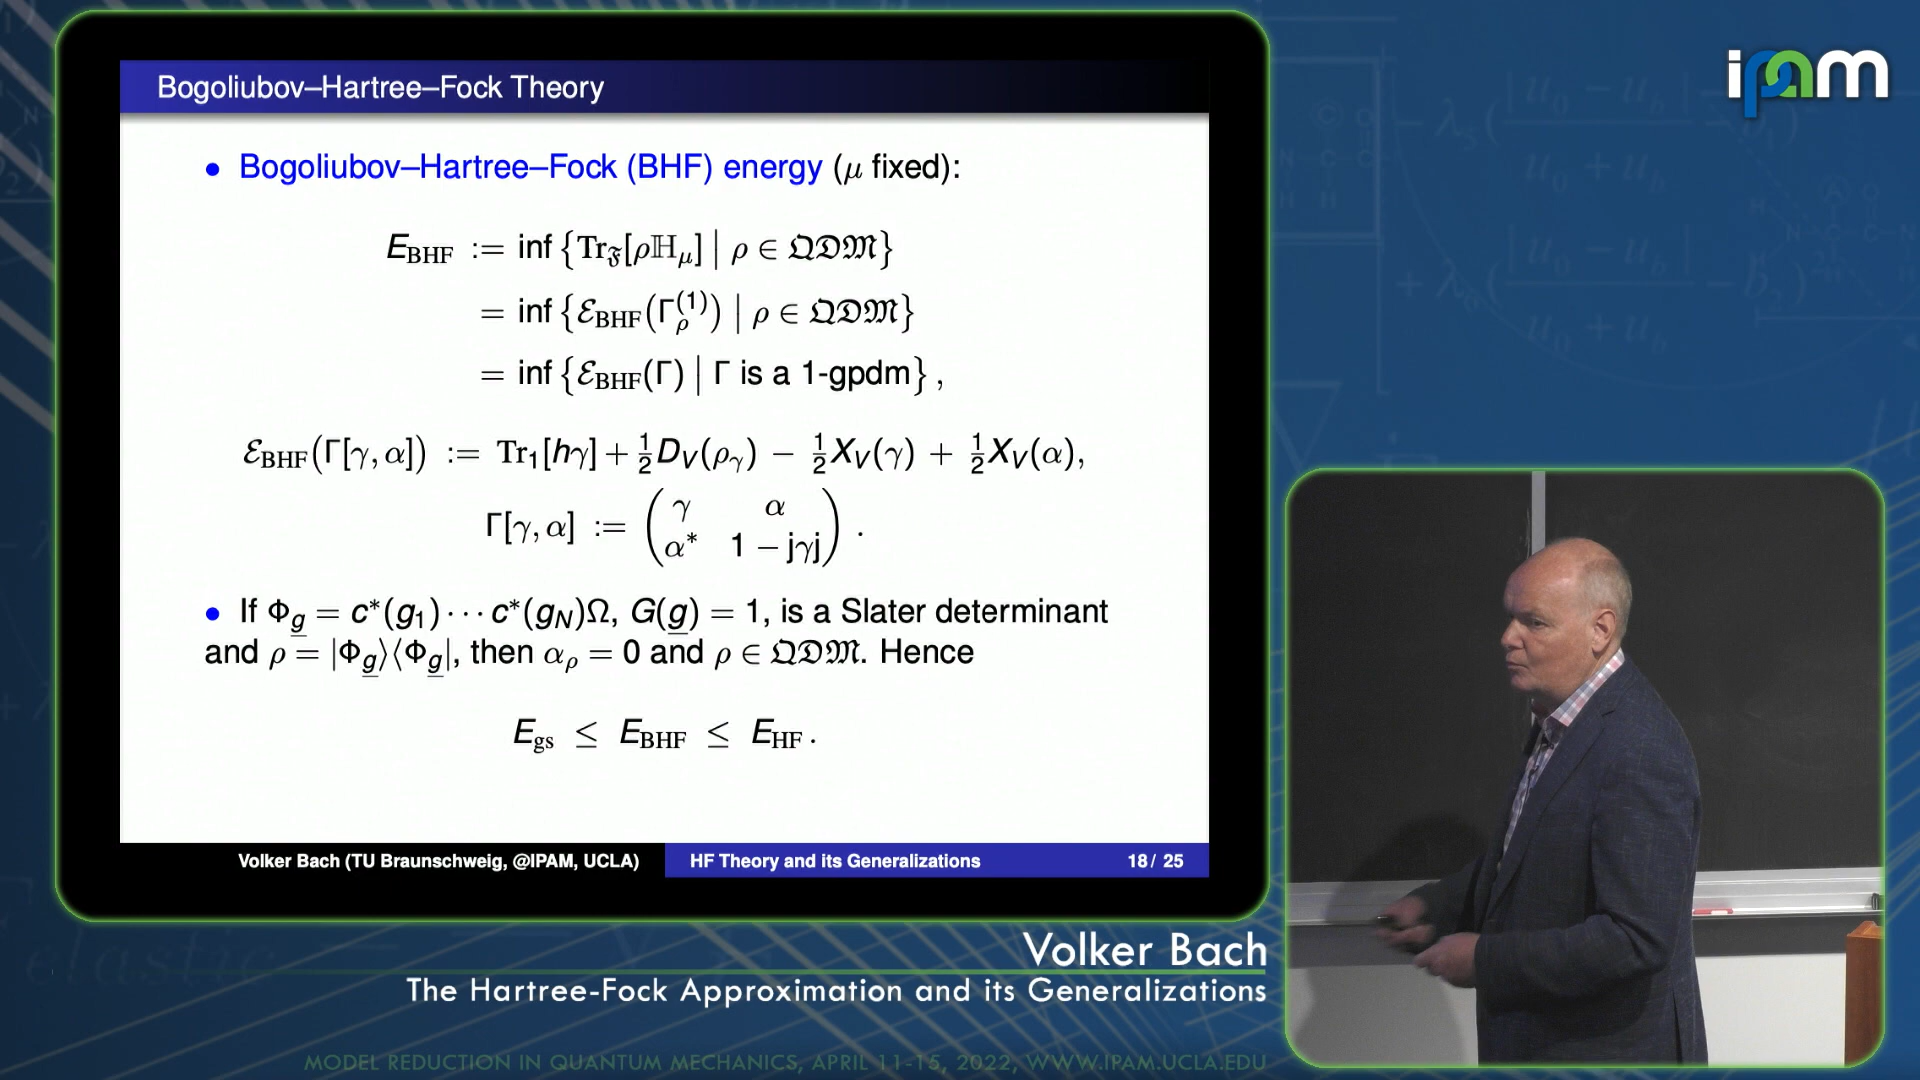 Bogoliubov–Hartree–Fock Theory
ipam
• Bogoliubov–Hartree–Fock (BHF) energy (μ fixed):
E_BHF := inf {Tr_𝔉[ρℍ_μ] | ρ ∈ 𝔔𝔇𝔐}
= inf {ℰ_BHF(Γ_ρ^(1)) | ρ ∈ 𝔔𝔇𝔐}
= inf {ℰ_BHF(Γ) | Γ is a 1-gpdm} ,
ℰ_BHF(Γ[γ, α]) := Tr₁[hγ] + ½D_V(ρ_γ) − ½X_V(γ) + ½X_V(α),
Γ[γ, α] := ( γ α
α* 1 − jγj ) .
• If Φ_g = c*(g₁) · · · c*(g_N)Ω, G(g) = 1, is a Slater determinant
and ρ = |Φ_g⟩⟨Φ_g|, then α_ρ = 0 and ρ ∈ 𝔔𝔇𝔐. Hence
E_gs ≤ E_BHF ≤ E_HF .
Volker Bach (TU Braunschweig, @IPAM, UCLA) HF Theory and its Generalizations 18 / 25
Volker Bach
The Hartree-Fock Approximation and its Generalizations
MODEL REDUCTION IN QUANTUM MECHANICS, APRIL 11-15, 2022, WWW.IPAM.UCLA.EDU